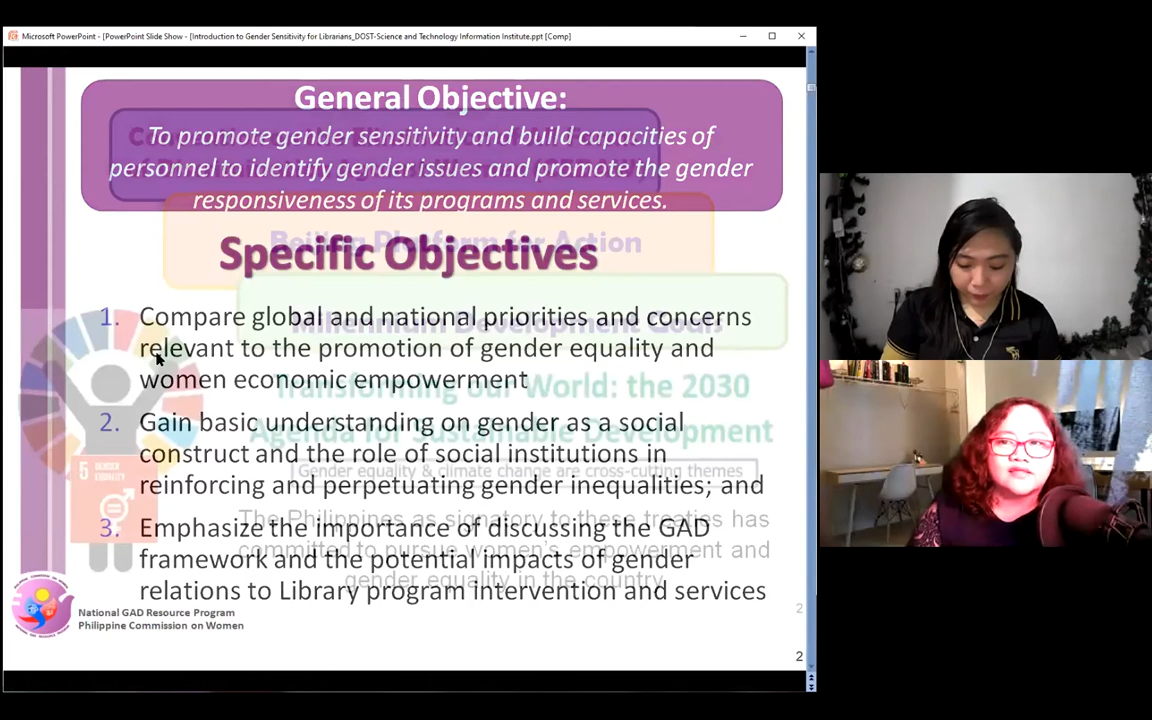 Microsoft PowerPoint - [PowerPoint Slide Show - [Introduction to Gender Sensitivity for Librarians_DOST-Science and Technology Information Institute.ppt [Comp]
General Objective:
To promote gender sensitivity and build capacities of
personnel to identify gender issues and promote the gender
responsiveness of its programs and services.
Beijing Platform for Action
Specific Objectives
Millennium Development Goals
1. Compare global and national priorities and concerns
relevant to the promotion of gender equality and
women economic empowerment
Transforming our World: the 2030
Agenda for Sustainable Development
2. Gain basic understanding on gender as a social
construct and the role of social institutions in
reinforcing and perpetuating gender inequalities; and
Gender equality & climate change are cross-cutting themes
5 GENDER
EQUALITY
3. Emphasize the importance of discussing the GAD
framework and the potential impacts of gender
relations to Library program intervention and services
The Philippines as signatory to these treaties has
committed to pursue women's empowerment and
gender equality in the country
National GAD Resource Program
Philippine Commission on Women
2
2